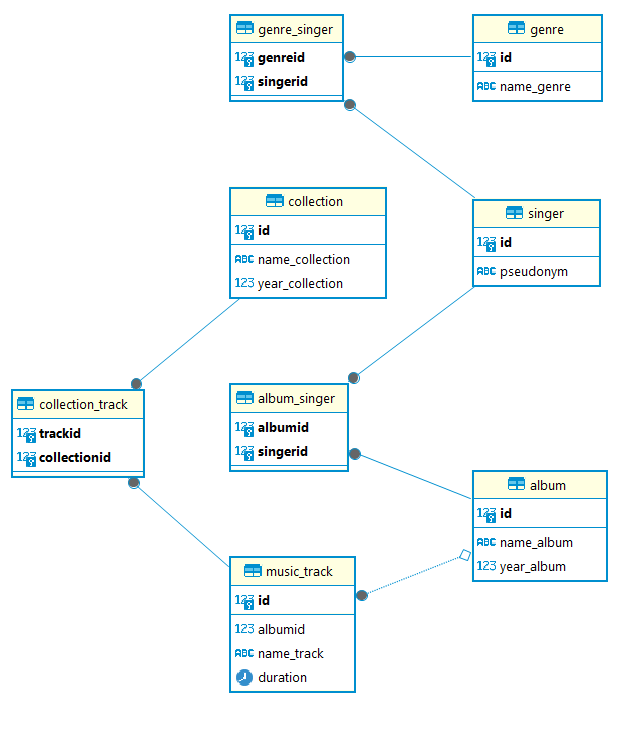 genre_singer
123 genreid
123 singerid
genre
123 id
ABC name_genre
collection
123 id
ABC name_collection
123 year_collection
singer
123 id
ABC pseudonym
collection_track
123 trackid
123 collectionid
album_singer
123 albumid
123 singerid
album
123 id
ABC name_album
123 year_album
music_track
123 id
123 albumid
ABC name_track
duration